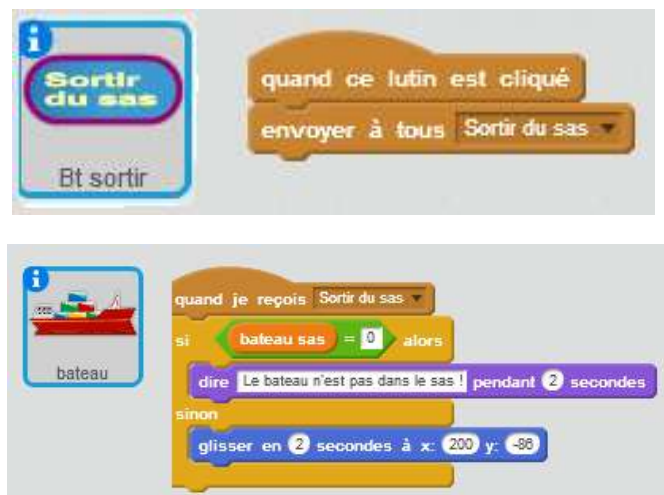 Sortir
du sas
Bt sortir
quand ce lutin est cliqué
envoyer à tous Sortir du sas
bateau
quand je reçois Sortir du sas
si bateau sas = 0 alors
dire Le bateau n'est pas dans le sas ! pendant 2 secondes
sinon
glisser en 2 secondes à x: 200 y: -86